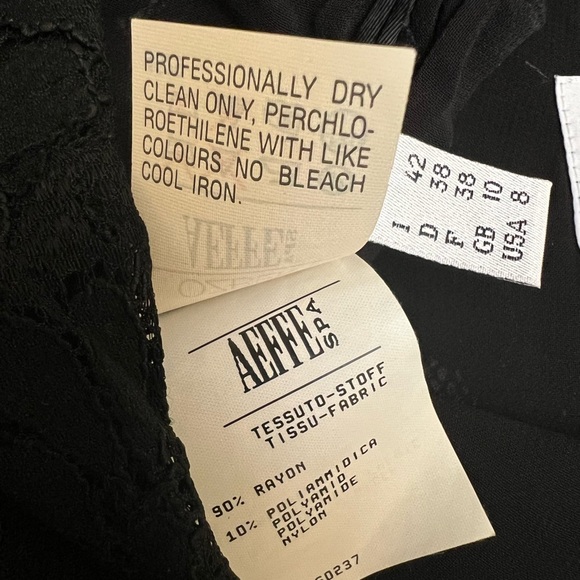 PROFESSIONALLY DRY
CLEAN ONLY, PERCHLO-
ROETHILENE WITH LIKE
COLOURS NO BLEACH
COOL IRON.
I 42
D 38
F 38
GB 10
USA 8
AEFFE SPA
TESSUTO-STOFF
TISSU-FABRIC
90% RAYON
10% POLIAMMIDICA
POLYAMID
POLYAMIDE
NYLON